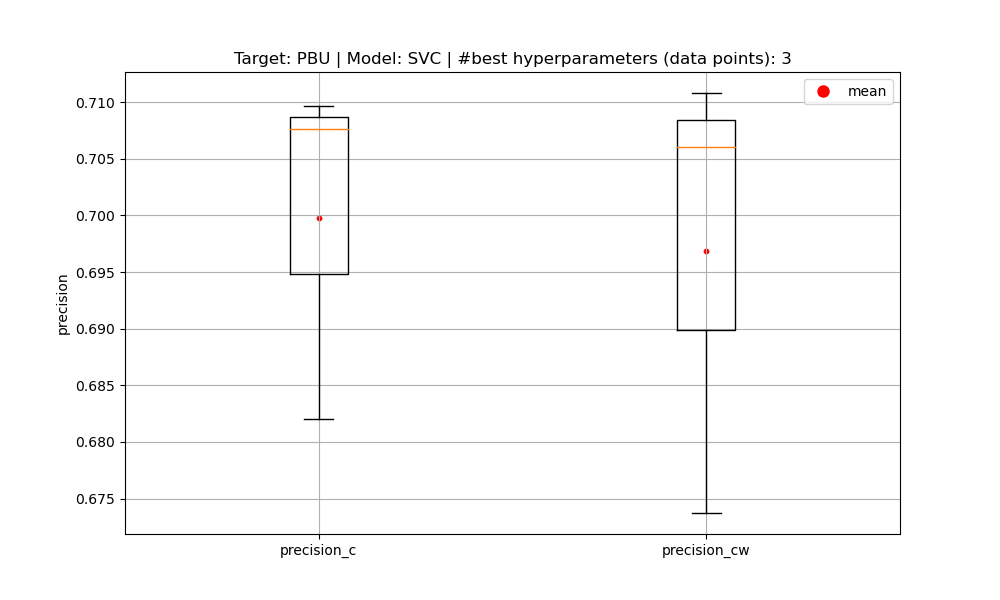 Target: PBU | Model: SVC | #best hyperparameters (data points): 3
mean
precision
0.710
0.705
0.700
0.695
0.690
0.685
0.680
0.675
precision_c
precision_cw